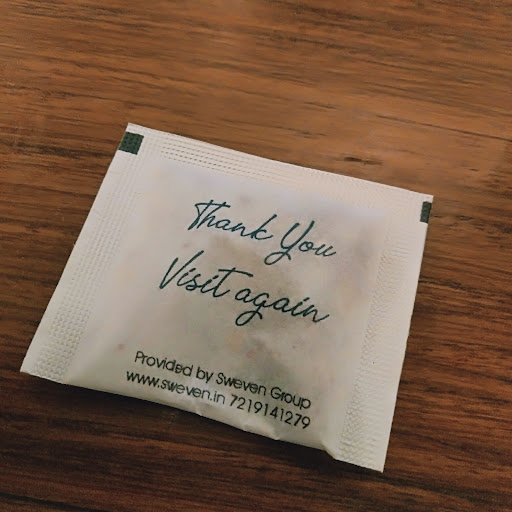 Thank You
Visit again
Provided by Sweven Group
www.sweven.in 7219141279